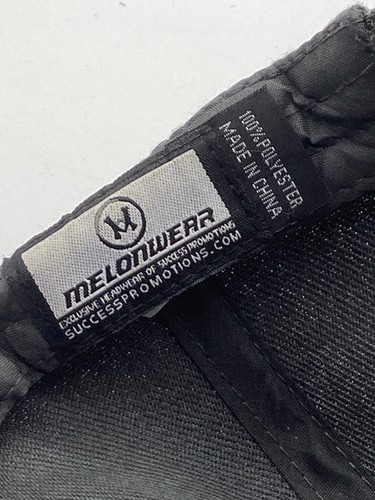 MELONWEAR
EXCLUSIVE HEADWEAR OF SUCCESS PROMOTIONS
SUCCESSPROMOTIONS.COM
100% POLYESTER
MADE IN CHINA